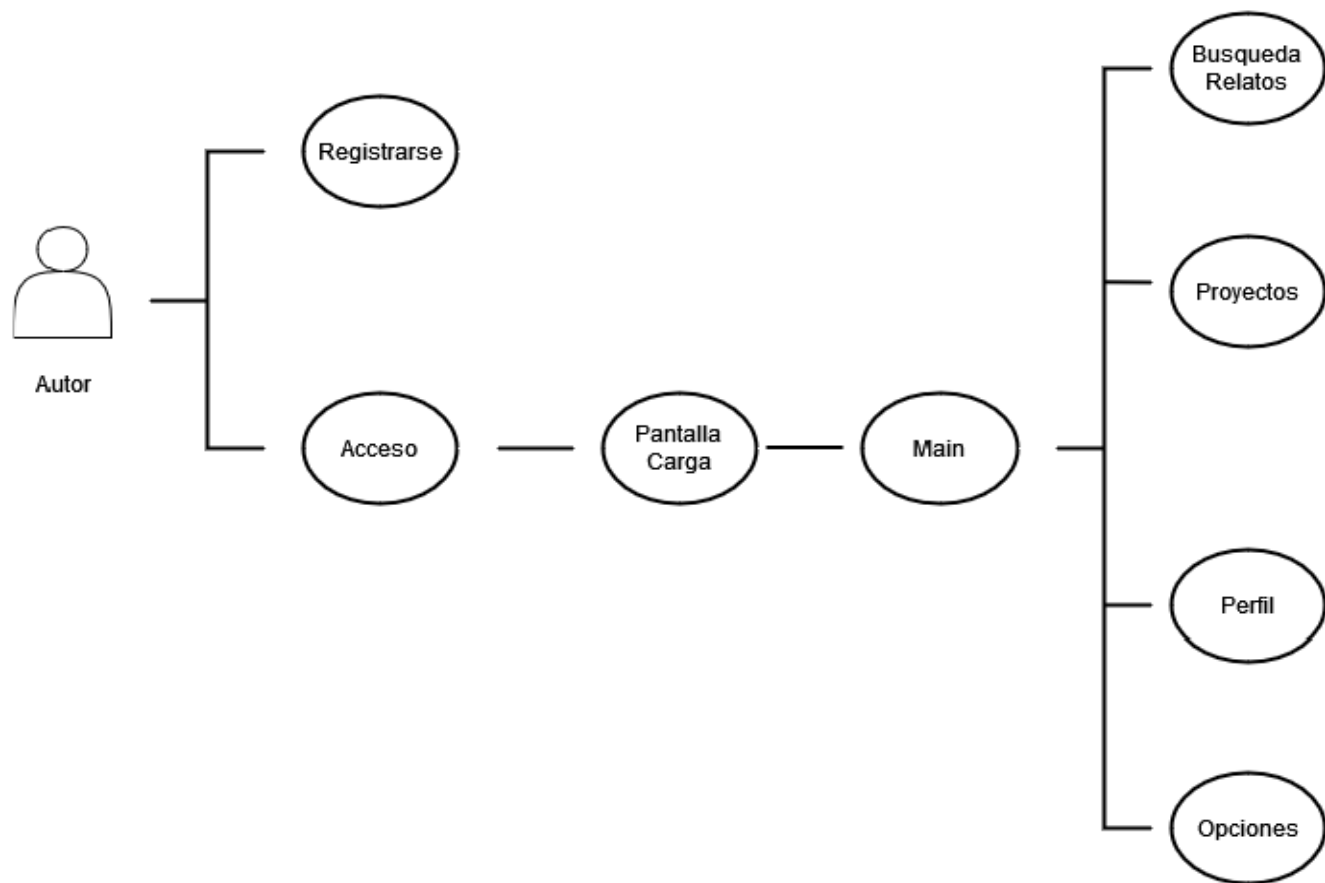 Busqueda
Relatos
Registrarse
Proyectos
Autor
Acceso
Pantalla
Carga
Main
Perfil
Opciones